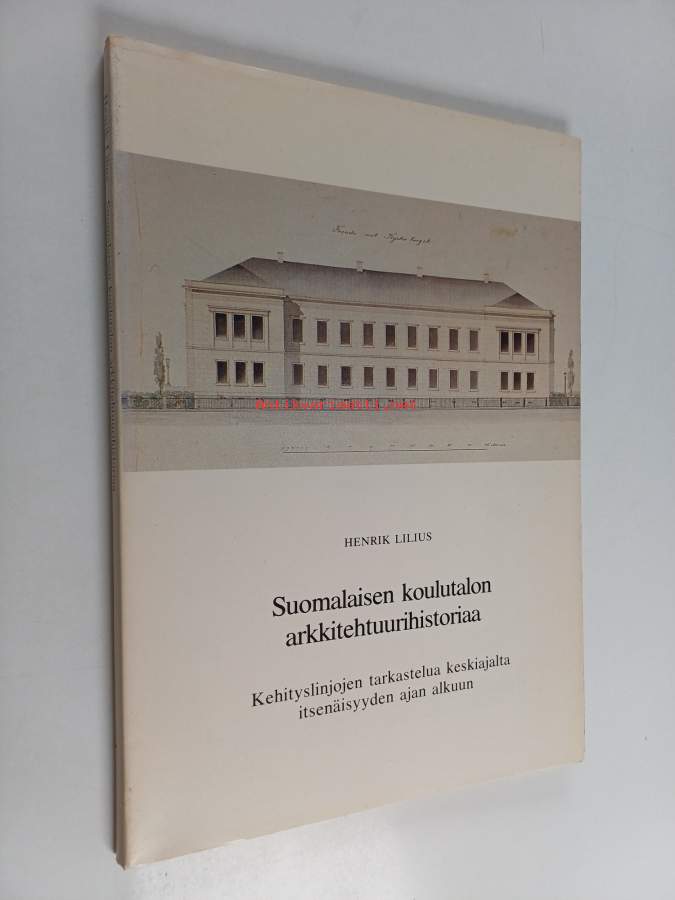 HENRIK LILIUS
Suomalaisen koulutalon
arkkitehtuurihistoriaa
Kehityslinjojen tarkastelua keskiajalta
itsenäisyyden ajan alkuun